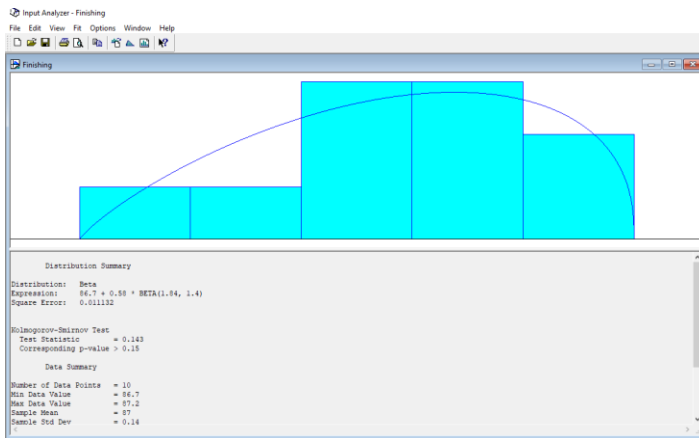 Input Analyzer - Finishing
File Edit View Fit Options Window Help
Finishing
Distribution Summary
Distribution: Beta
Expression: 86.7 + 0.58 * BETA(1.84, 1.4)
Square Error: 0.011132
Kolmogorov-Smirnov Test
Test Statistic = 0.143
Corresponding p-value > 0.15
Data Summary
Number of Data Points = 10
Min Data Value = 86.7
Max Data Value = 87.2
Sample Mean = 87
Sample Std Dev = 0.14